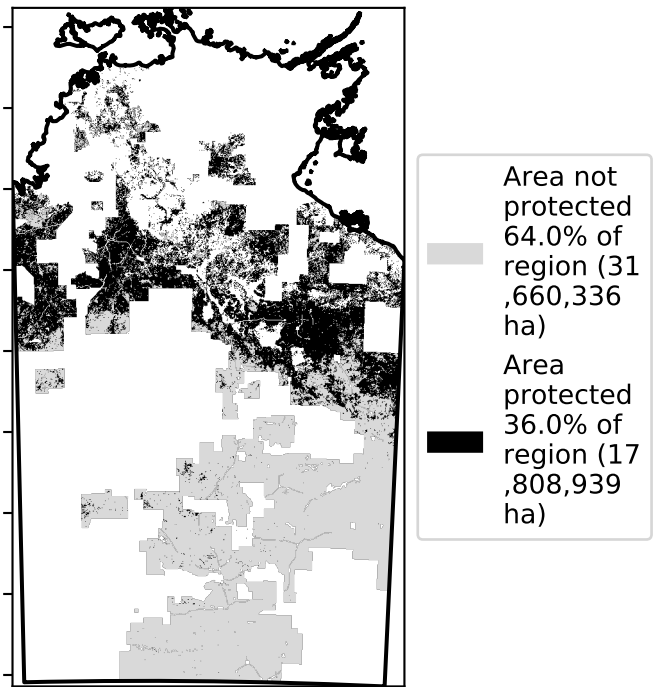 Area not
protected
64.0% of
region (31
,660,336
ha)
Area
protected
36.0% of
region (17
,808,939
ha)